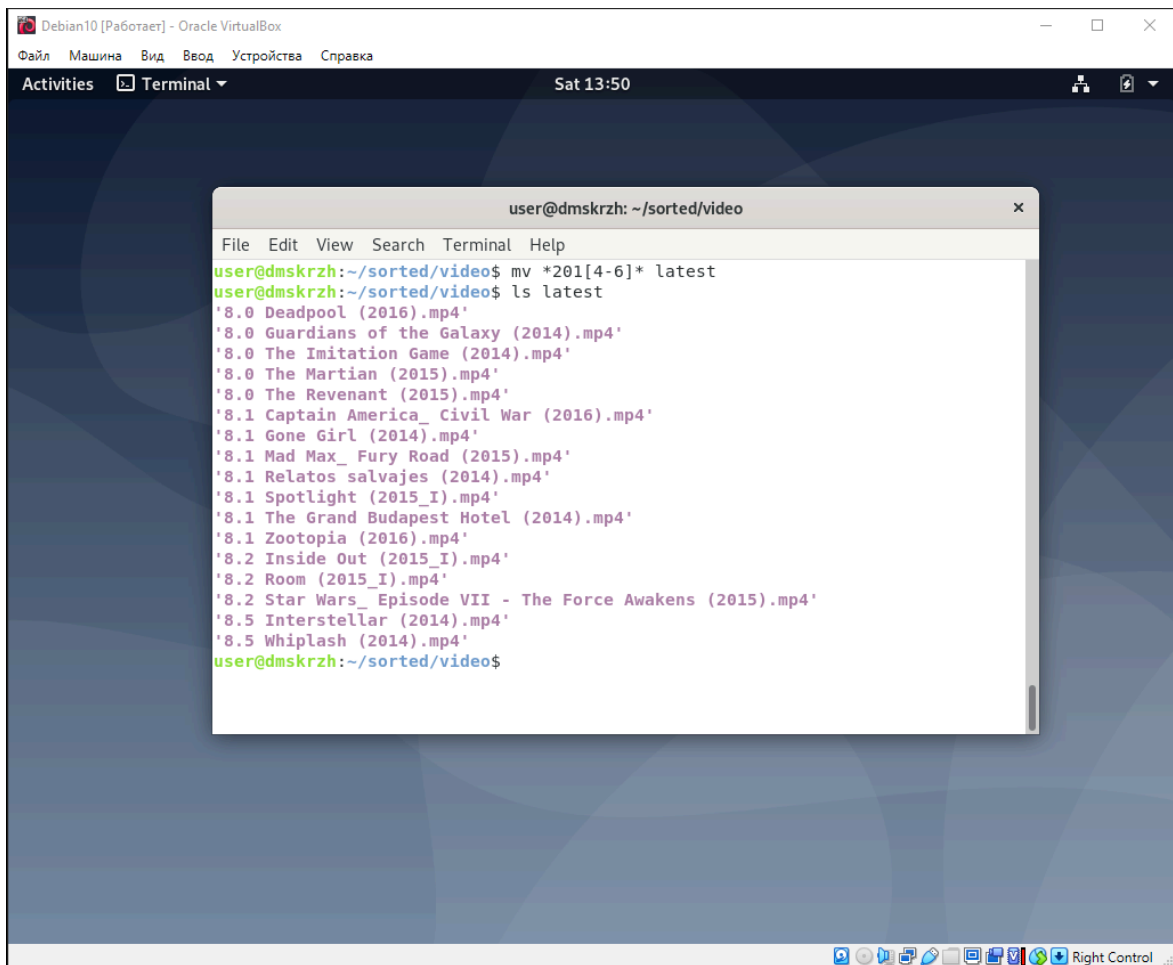 Debian10 [Работает] - Oracle VirtualBox
Файл Машина Вид Ввод Устройства Справка
Activities Terminal Sat 13:50
user@dmskrzh: ~/sorted/video
File Edit View Search Terminal Help
user@dmskrzh:~/sorted/video$ mv *201[4-6]* latest
user@dmskrzh:~/sorted/video$ ls latest
'8.0 Deadpool (2016).mp4'
'8.0 Guardians of the Galaxy (2014).mp4'
'8.0 The Imitation Game (2014).mp4'
'8.0 The Martian (2015).mp4'
'8.0 The Revenant (2015).mp4'
'8.1 Captain America_ Civil War (2016).mp4'
'8.1 Gone Girl (2014).mp4'
'8.1 Mad Max_ Fury Road (2015).mp4'
'8.1 Relatos salvajes (2014).mp4'
'8.1 Spotlight (2015_I).mp4'
'8.1 The Grand Budapest Hotel (2014).mp4'
'8.1 Zootopia (2016).mp4'
'8.2 Inside Out (2015_I).mp4'
'8.2 Room (2015_I).mp4'
'8.2 Star Wars_ Episode VII - The Force Awakens (2015).mp4'
'8.5 Interstellar (2014).mp4'
'8.5 Whiplash (2014).mp4'
user@dmskrzh:~/sorted/video$
Right Control